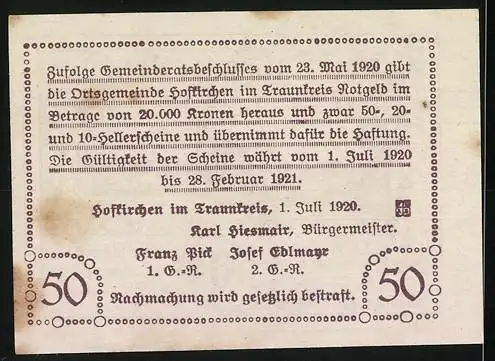 Zufolge Gemeinderatsbeschlusses vom 23. Mai 1920 gibt
die Ortsgemeinde Hofkirchen im Traunkreis Notgeld im
Betrage von 20.000 Kronen heraus und zwar 50-, 20-
und 10-Hellerscheine und übernimmt dafür die Haftung.
Die Gültigkeit der Scheine währt vom 1. Juli 1920
bis 28. Februar 1921.
Hofkirchen im Traunkreis, 1. Juli 1920.
Karl Hiesmair, Bürgermeister.
Franz Pick Josef Edlmayr
1. G.-R. 2. G.-R.
50 50
Nachmachung wird gesetzlich bestraft.